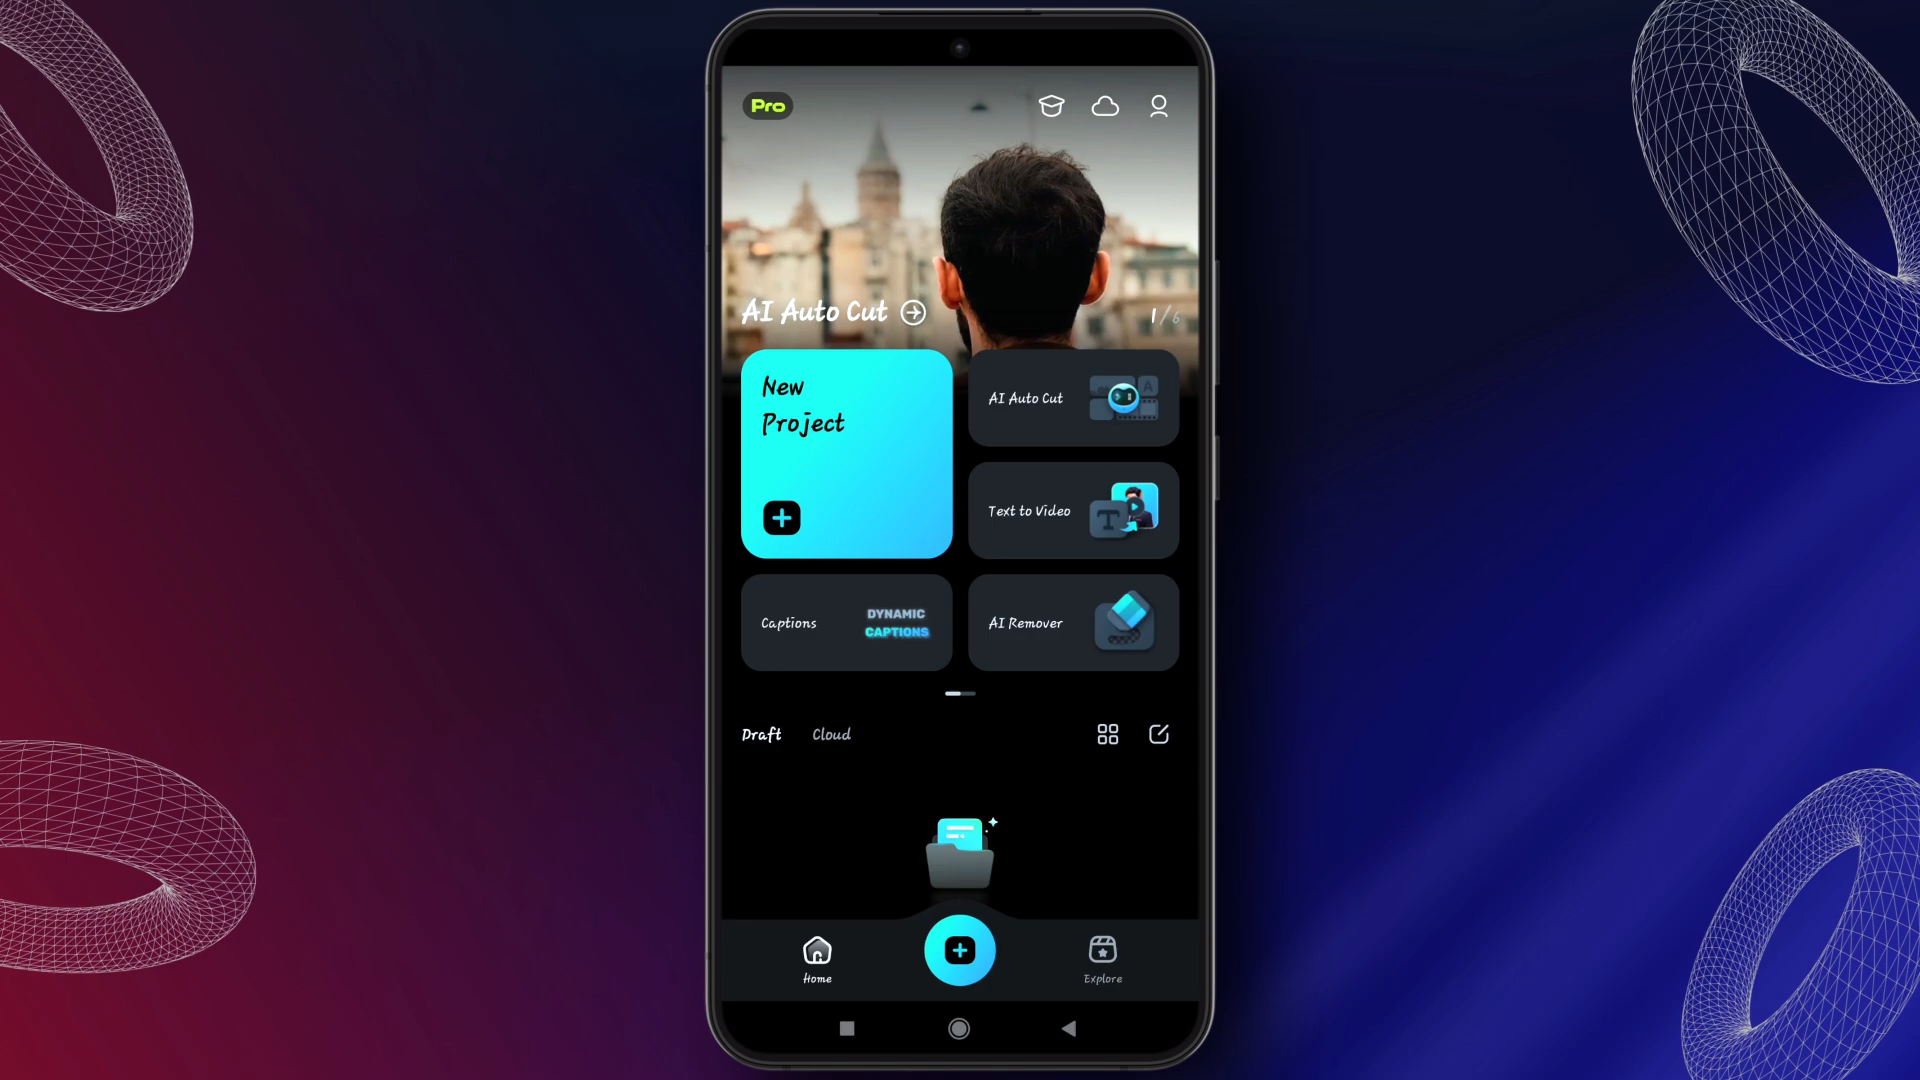 Pro
AI Auto Cut
1/6
New
Project
AI Auto Cut
A
Text to Video
T
Captions
DYNAMIC
CAPTIONS
AI Remover
Draft
Cloud
Home
Explore